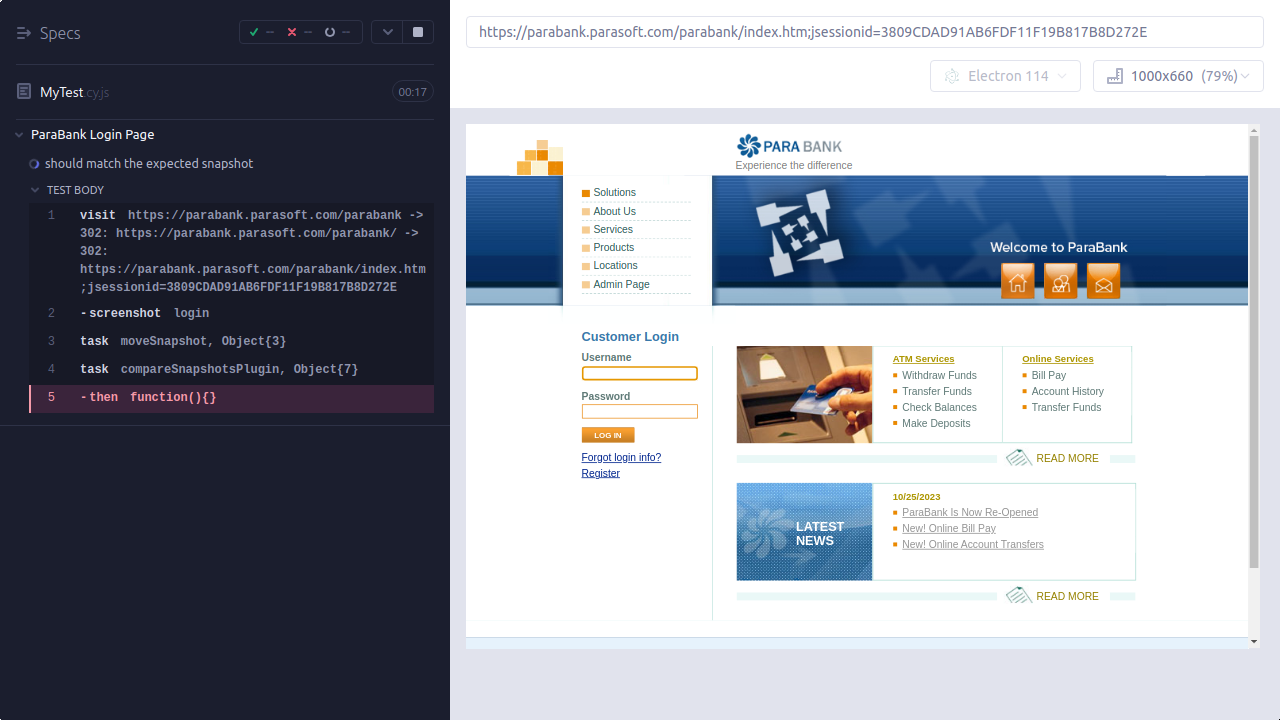 Specs
-- -- --
MyTest.cy.js 00:17
ParaBank Login Page
should match the expected snapshot
TEST BODY
1 visit https://parabank.parasoft.com/parabank ->
302: https://parabank.parasoft.com/parabank/ ->
302:
https://parabank.parasoft.com/parabank/index.htm
;jsessionid=3809CDAD91AB6FDF11F19B817B8D272E
2 -screenshot login
3 task moveSnapshot, Object{3}
4 task compareSnapshotsPlugin, Object{7}
5 -then function(){}
https://parabank.parasoft.com/parabank/index.htm;jsessionid=3809CDAD91AB6FDF11F19B817B8D272E
Electron 114
1000x660 (79%)
PARA BANK
Experience the difference
Solutions
About Us
Services
Products
Locations
Admin Page
Welcome to ParaBank
Customer Login
Username
Password
LOG IN
Forgot login info?
Register
ATM Services
Withdraw Funds
Transfer Funds
Check Balances
Make Deposits
Online Services
Bill Pay
Account History
Transfer Funds
READ MORE
LATEST
NEWS
10/25/2023
ParaBank Is Now Re-Opened
New! Online Bill Pay
New! Online Account Transfers
READ MORE